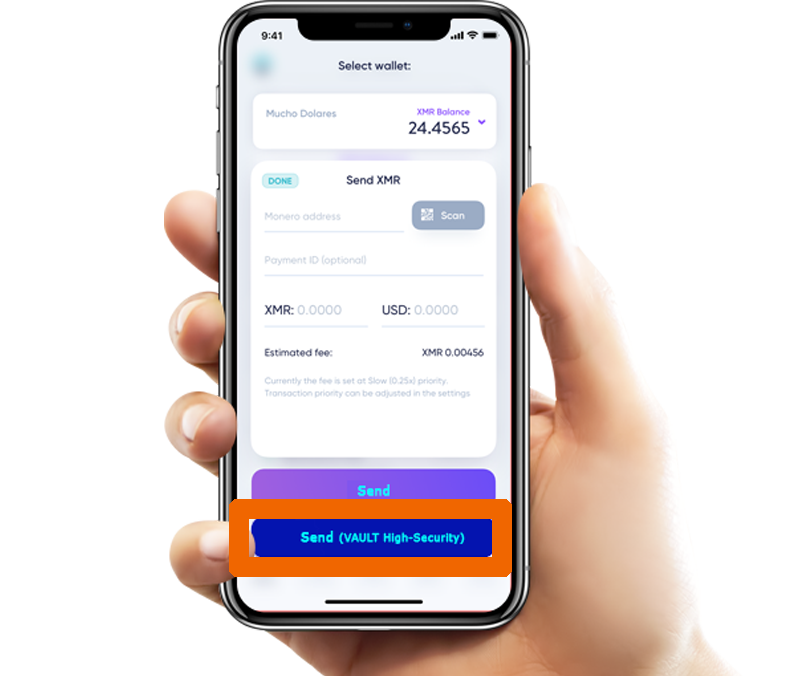 9:41
Select wallet:
Mucho Dolares
XMR Balance
24.4565
DONE
Send XMR
Monero address
Scan
Payment ID (optional)
XMR: 0.0000
USD: 0.0000
Estimated fee:
XMR 0.00456
Currently the fee is set at Slow (0.25x) priority.
Transaction priority can be adjusted in the settings
Send
Send (VAULT High-Security)